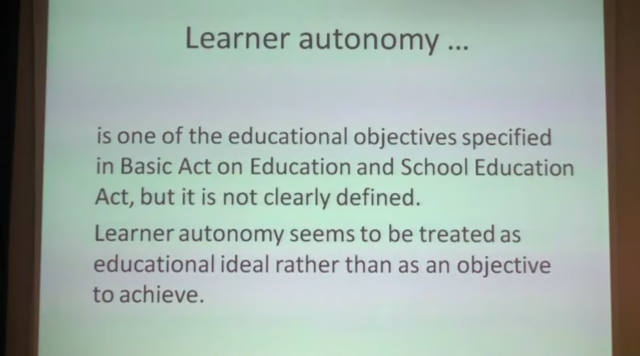 Learner autonomy ...
is one of the educational objectives specified
in Basic Act on Education and School Education
Act, but it is not clearly defined.
Learner autonomy seems to be treated as
educational ideal rather than as an objective
to achieve.